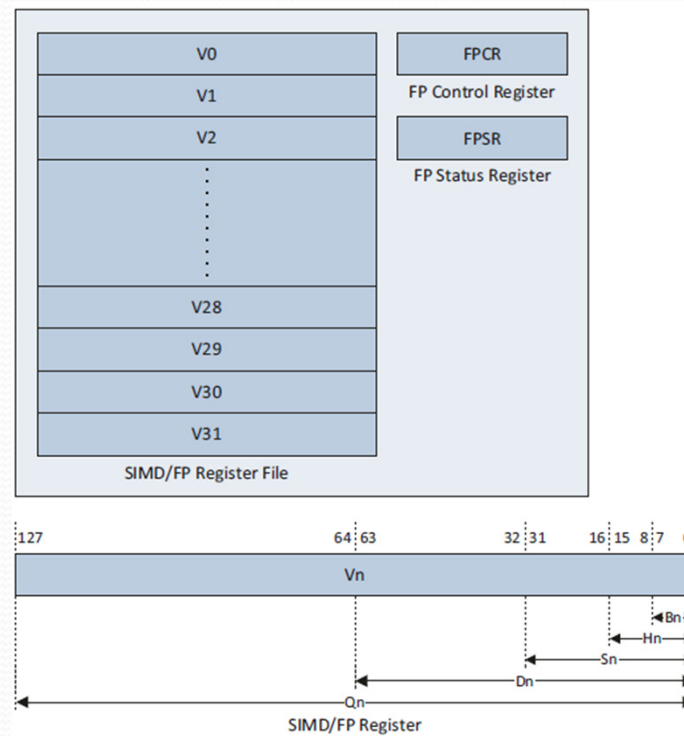 V0
FPCR
FP Control Register
V1
V2
FPSR
FP Status Register
V28
V29
V30
V31
SIMD/FP Register File
127 64 63 32 31 16 15 8 7
Vn
Bn
Hn
Sn
Dn
Qn
SIMD/FP Register